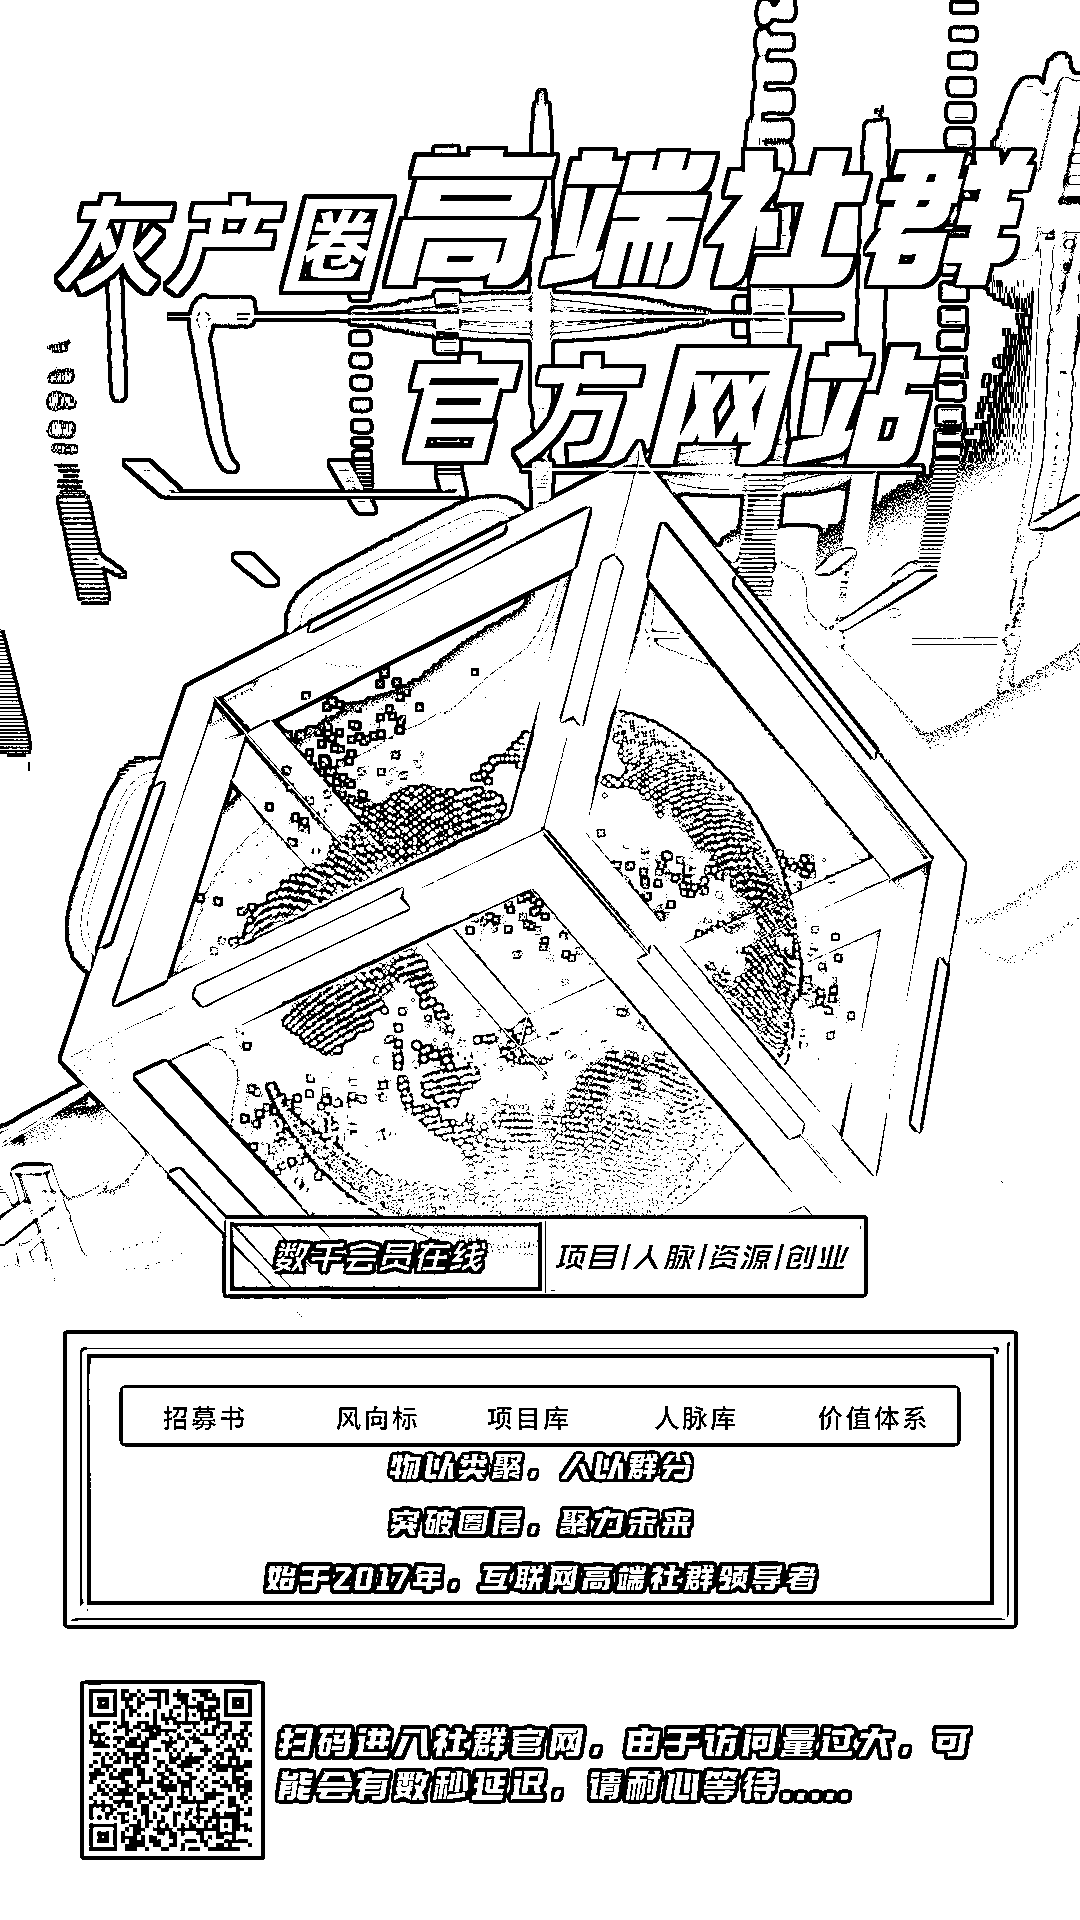 灰产圈高端社群
官方网站
数千会员在线 项目|人脉|资源|创业
招募书 风向标 项目库 人脉库 价值体系
物以类聚，人以群分
突破圈层，聚力未来
始于2017年，互联网高端社群领导者
扫码进入社群官网，由于访问量过大，可
能会有数秒延迟，请耐心等待.....